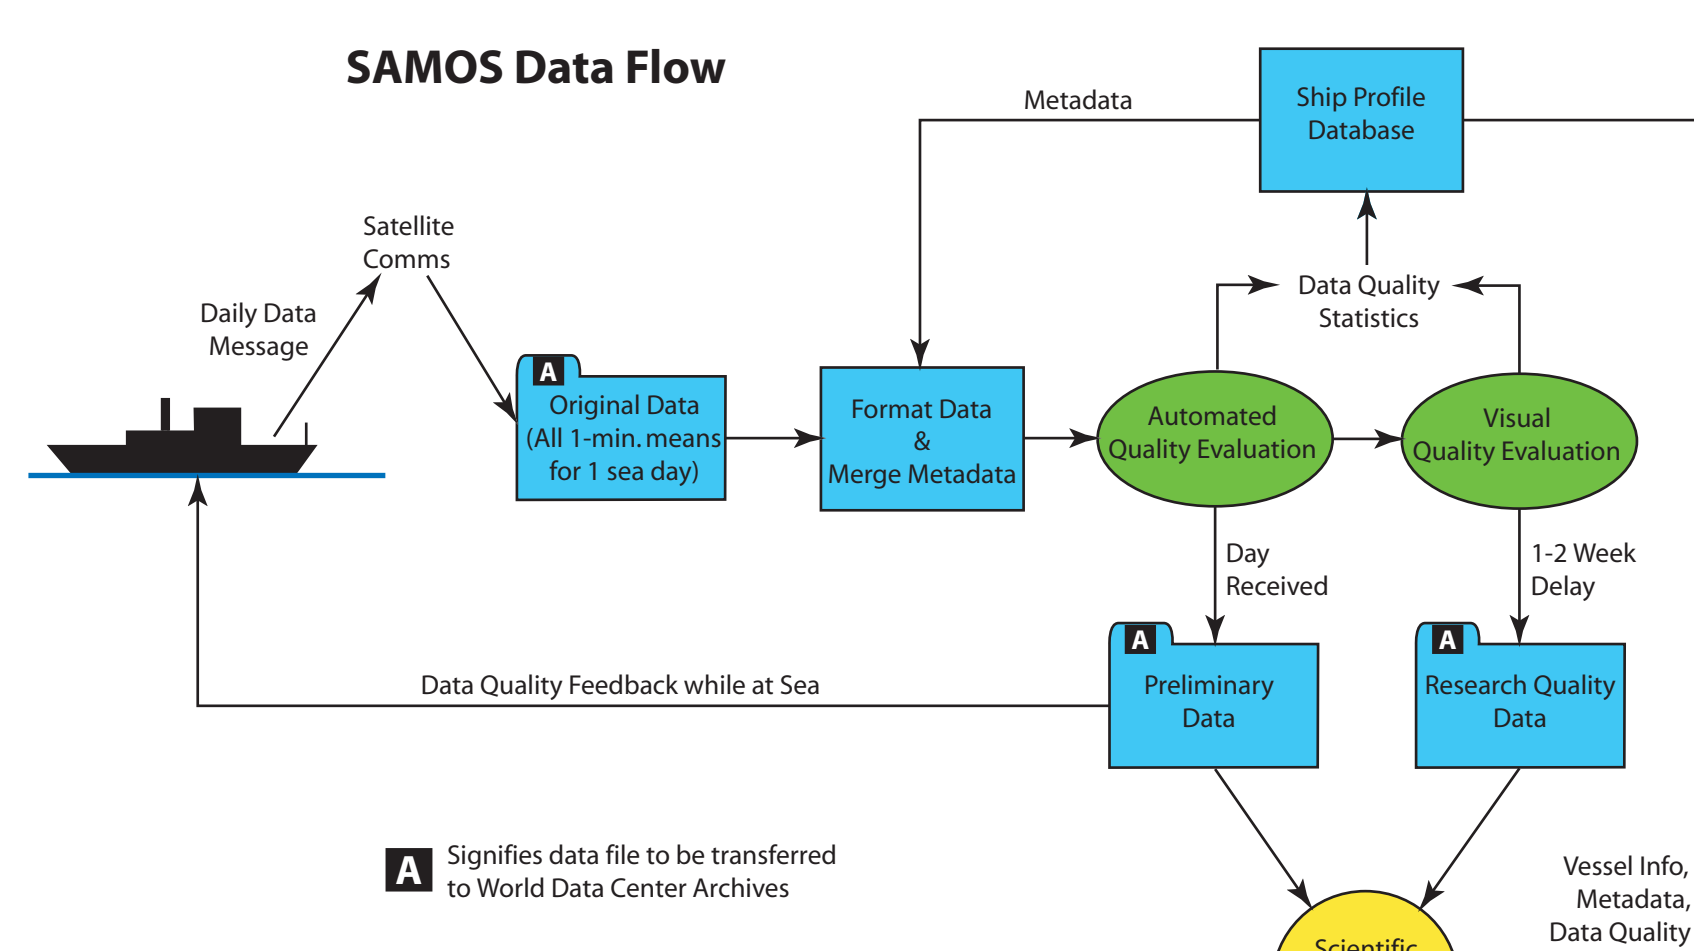 SAMOS Data Flow
Metadata
Ship Profile
Database
Satellite
Comms
Daily Data
Message
Data Quality
Statistics
A
Original Data
(All 1-min. means
for 1 sea day)
Format Data
&
Merge Metadata
Automated
Quality Evaluation
Visual
Quality Evaluation
Day
Received
1-2 Week
Delay
A
Preliminary
Data
A
Research Quality
Data
Data Quality Feedback while at Sea
A
Signifies data file to be transferred
to World Data Center Archives
Vessel Info,
Metadata,
Data Quality
Scientific